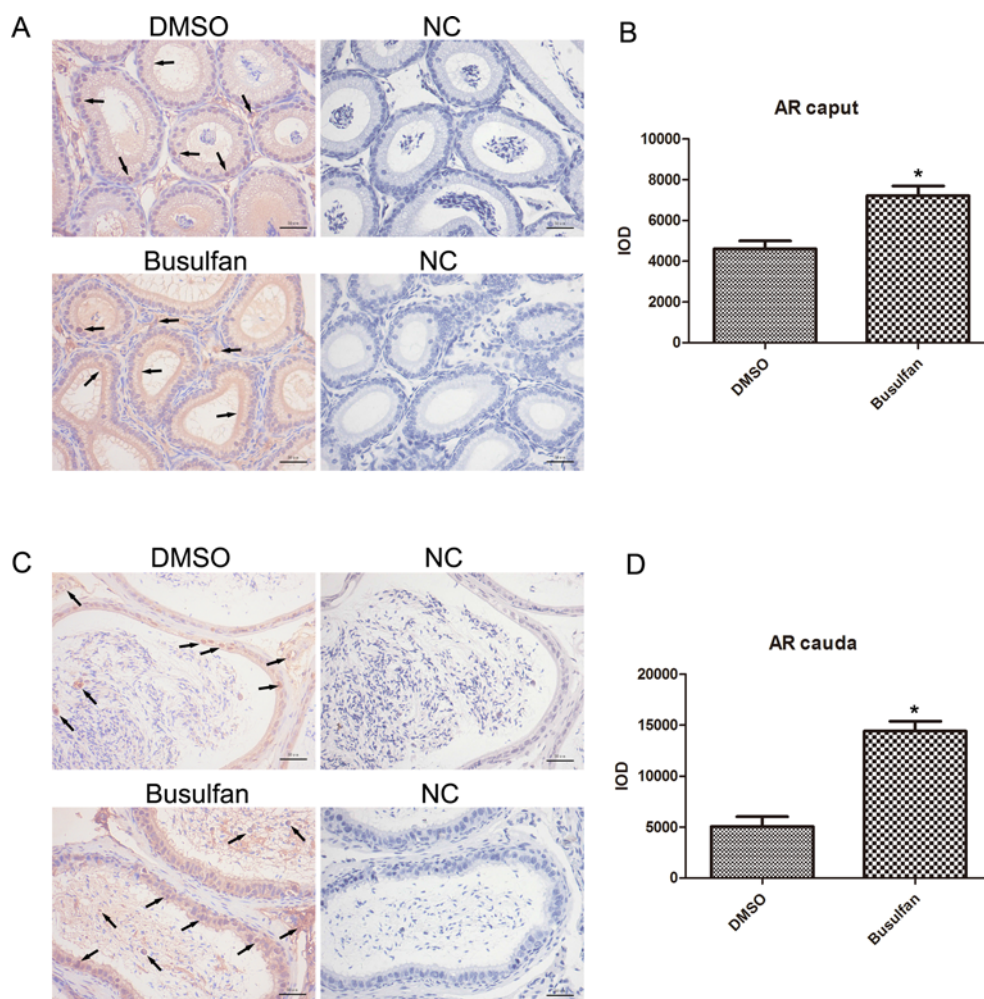 A
DMSO
NC
Busulfan
NC
B
AR caput
10000
8000
6000
4000
2000
0
IOD
*
DMSO
Busulfan
C
DMSO
NC
Busulfan
NC
D
AR cauda
20000
15000
10000
5000
0
IOD
*
DMSO
Busulfan